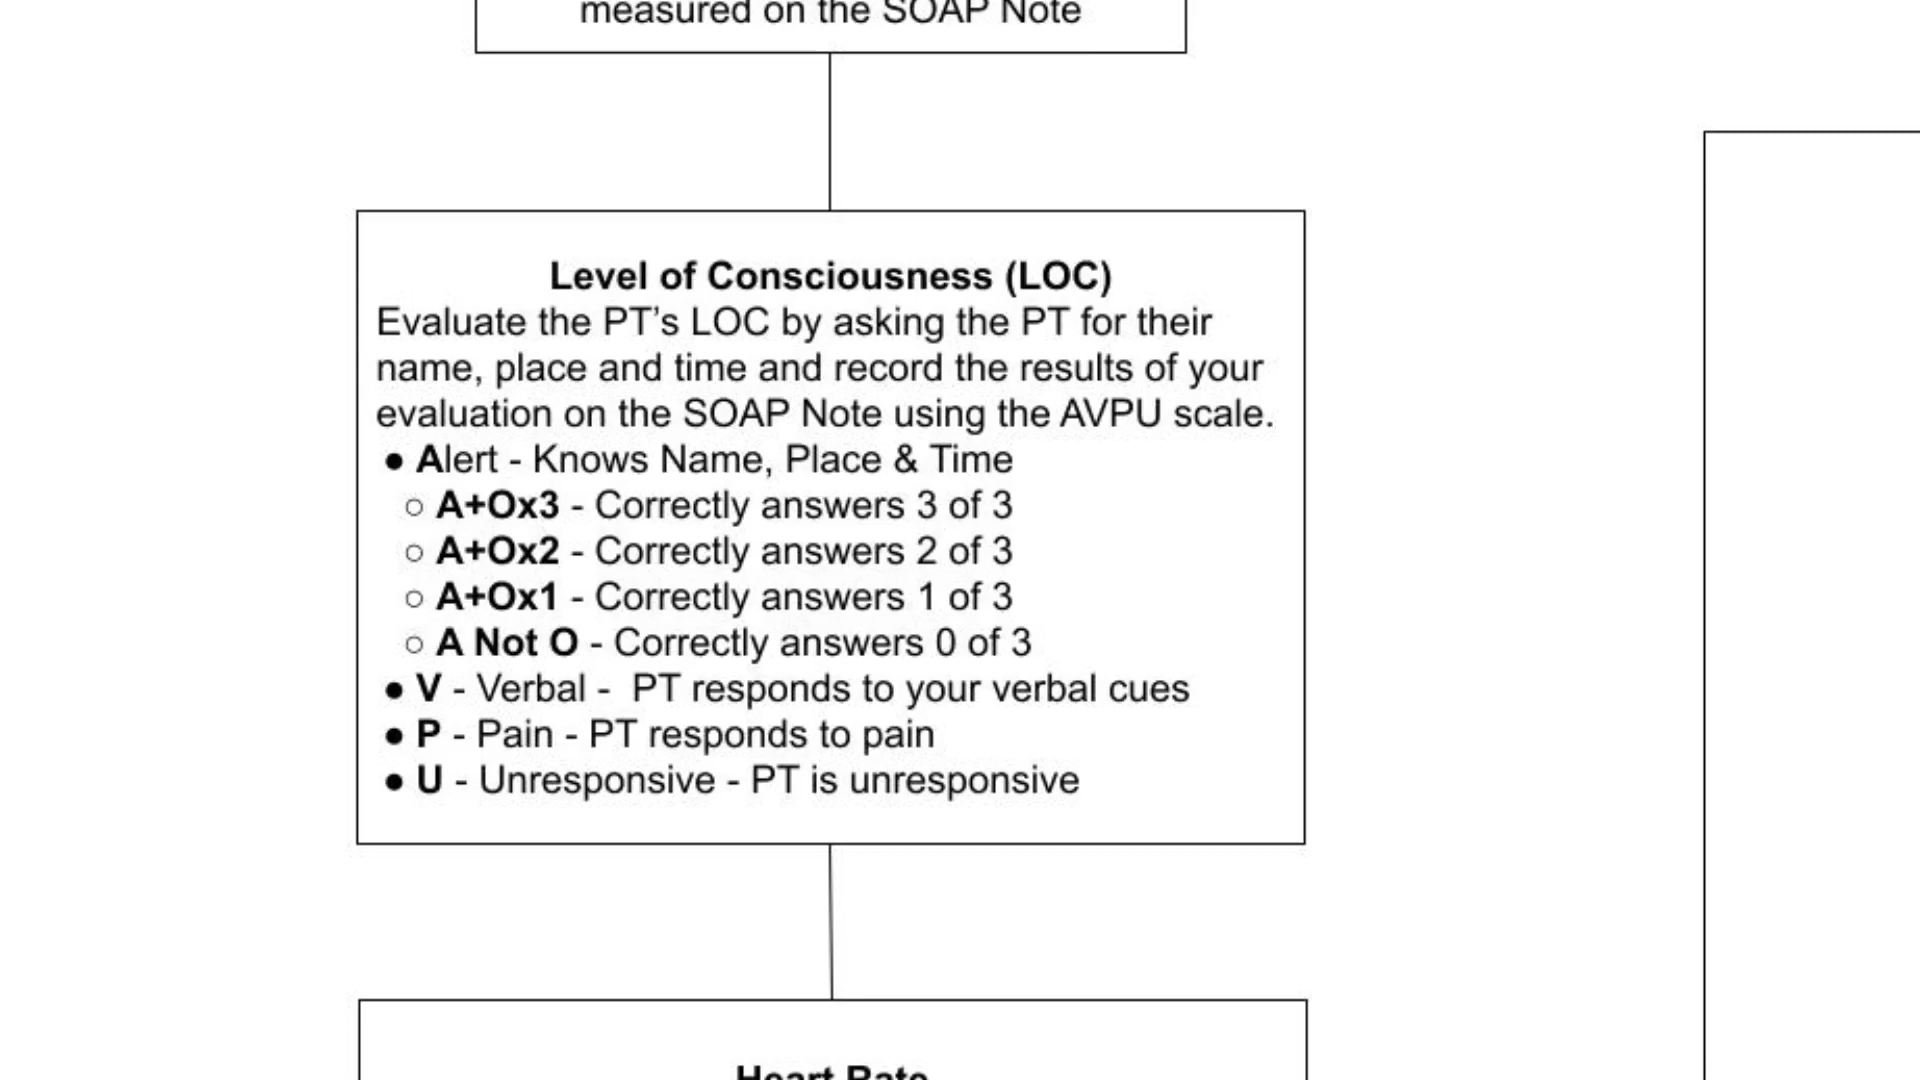 measured on the SOAP Note
Level of Consciousness (LOC)
Evaluate the PT’s LOC by asking the PT for their
name, place and time and record the results of your
evaluation on the SOAP Note using the AVPU scale.
● Alert - Knows Name, Place & Time
○ A+Ox3 - Correctly answers 3 of 3
○ A+Ox2 - Correctly answers 2 of 3
○ A+Ox1 - Correctly answers 1 of 3
○ A Not O - Correctly answers 0 of 3
● V - Verbal -  PT responds to your verbal cues
● P - Pain - PT responds to pain
● U - Unresponsive - PT is unresponsive
Heart Rate